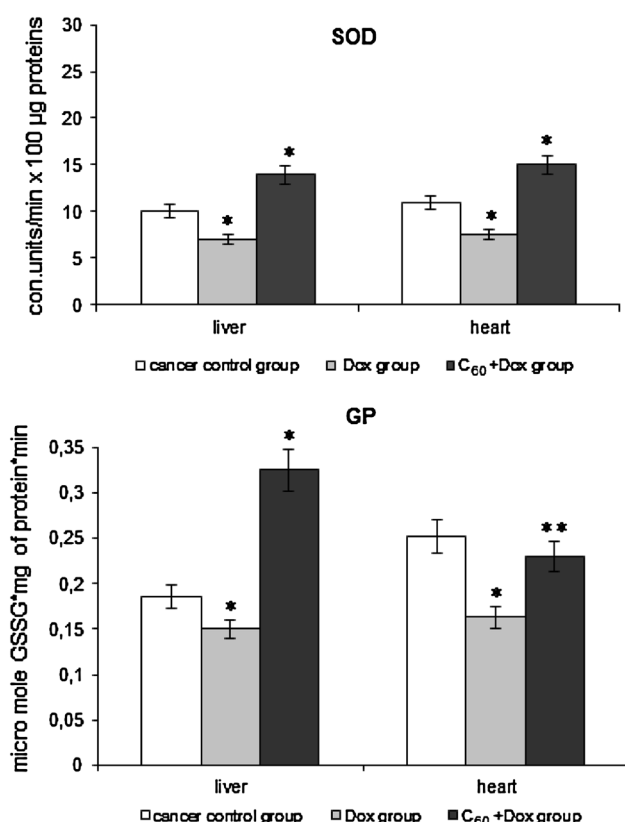 SOD
con.units/min x 100 µg proteins
30
25
20
15
10
5
0
*
*
*
*
liver
heart
cancer control group Dox group C₆₀+Dox group
GP
micro mole GSSG*mg of protein*min
0,35
0,3
0,25
0,2
0,15
0,1
0,05
0
*
*
*
**
liver
heart
cancer control group Dox group C₆₀+Dox group